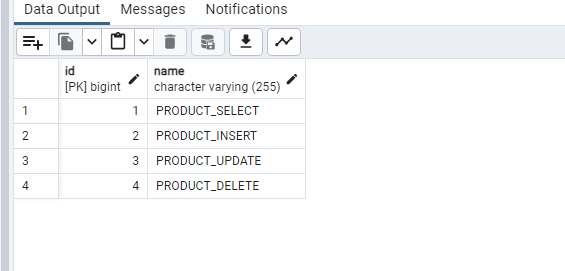 Data Output Messages Notifications
id name
[PK] bigint character varying (255)
1 1 PRODUCT_SELECT
2 2 PRODUCT_INSERT
3 3 PRODUCT_UPDATE
4 4 PRODUCT_DELETE